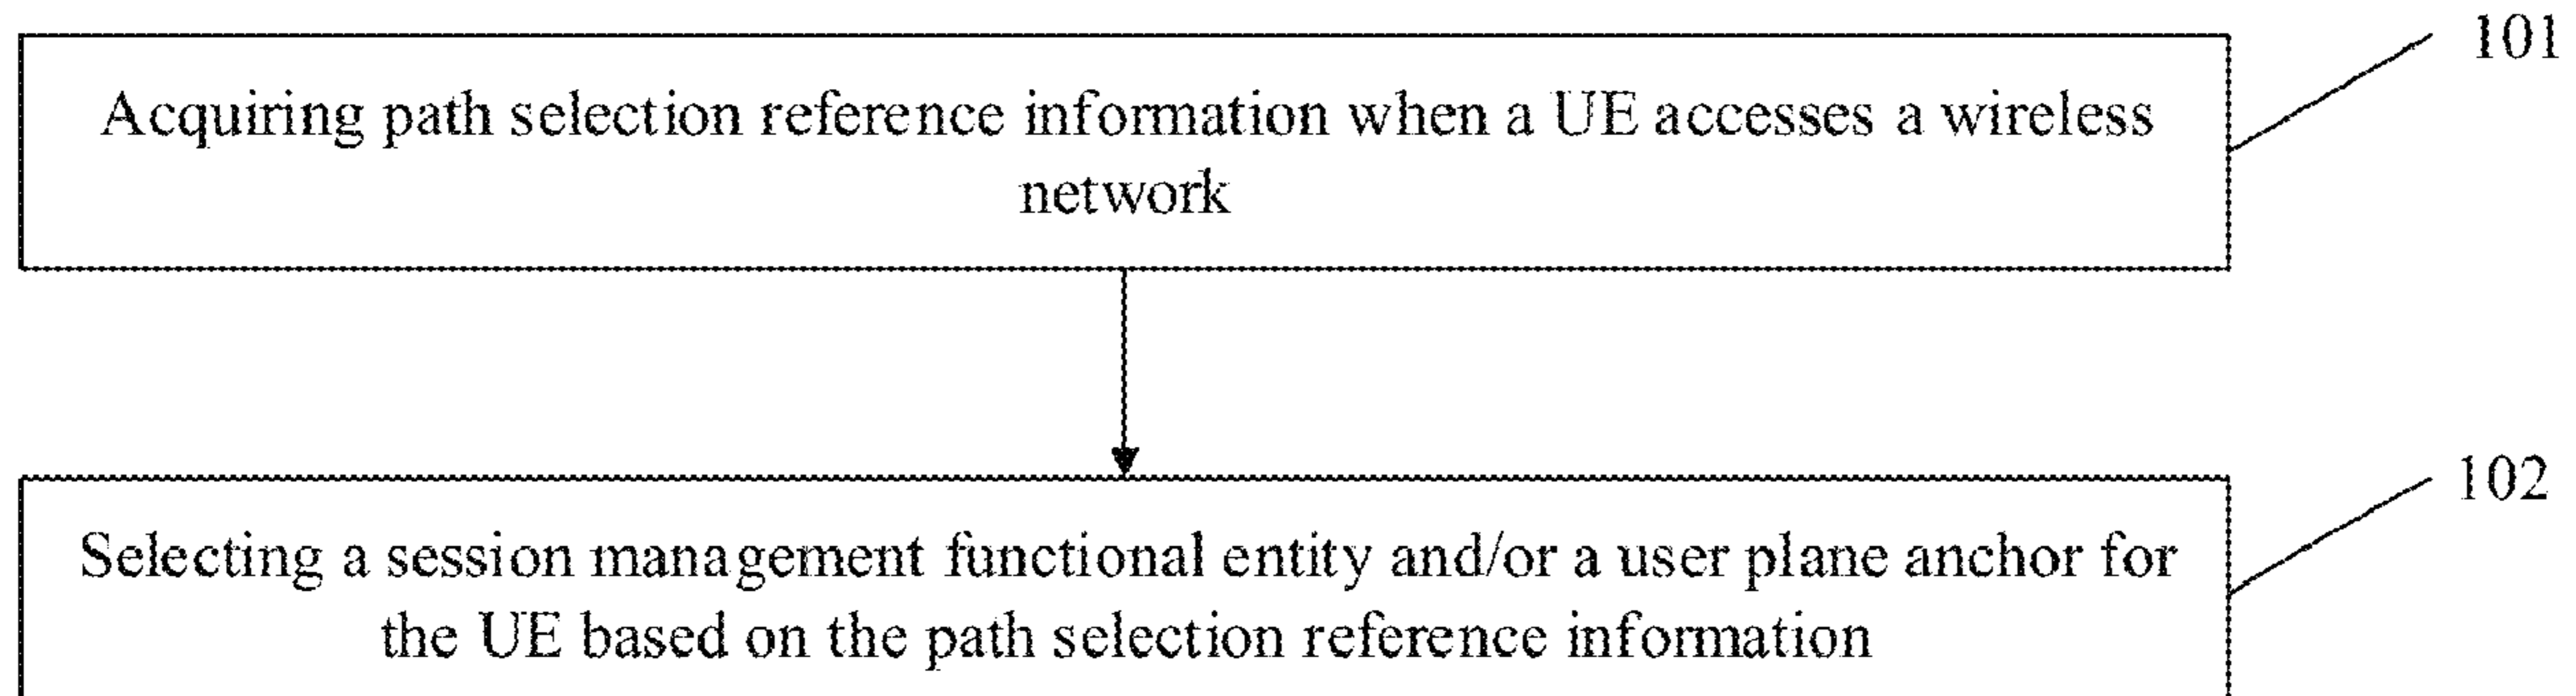 101
Acquiring path selection reference information when a UE accesses a wireless
network
102
Selecting a session management functional entity and/or a user plane anchor for
the UE based on the path selection reference information